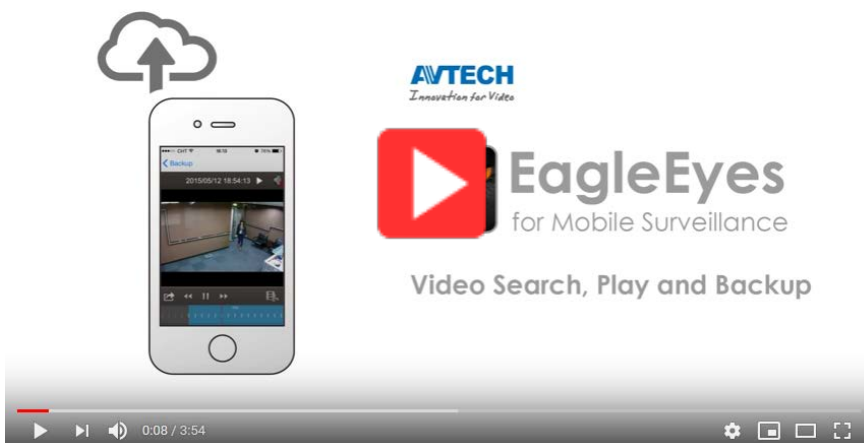 AVTECH
Innovation for Video
CHT
Backup
2015/05/12 18:54:13
EagleEyes
for Mobile Surveillance
Video Search, Play and Backup
0:08 / 3:54